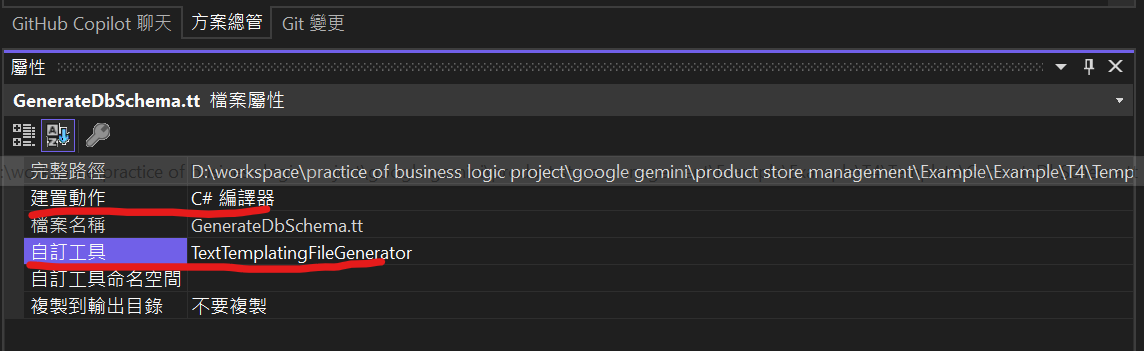 GitHub Copilot 聊天 方案總管 Git 變更
屬性
GenerateDbSchema.tt 檔案屬性
完整路徑 D:\workspace\practice of business logic project\google gemini\product store management\Example\Example\T4\Temp
建置動作 C# 編譯器
檔案名稱 GenerateDbSchema.tt
自訂工具 TextTemplatingFileGenerator
自訂工具命名空間
複製到輸出目錄 不要複製